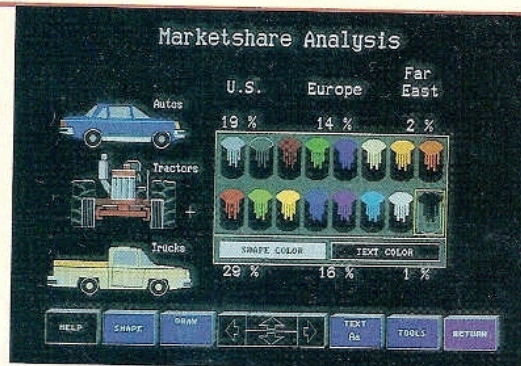 Marketshare Analysis
U.S. Europe Far East
Autos
19 % 14 % 2 %
Tractors
Trucks
SHAPE COLOR TEXT COLOR
29 % 16 % 1 %
HELP SHAPE DRAW TEXT Aa TOOLS RETURN